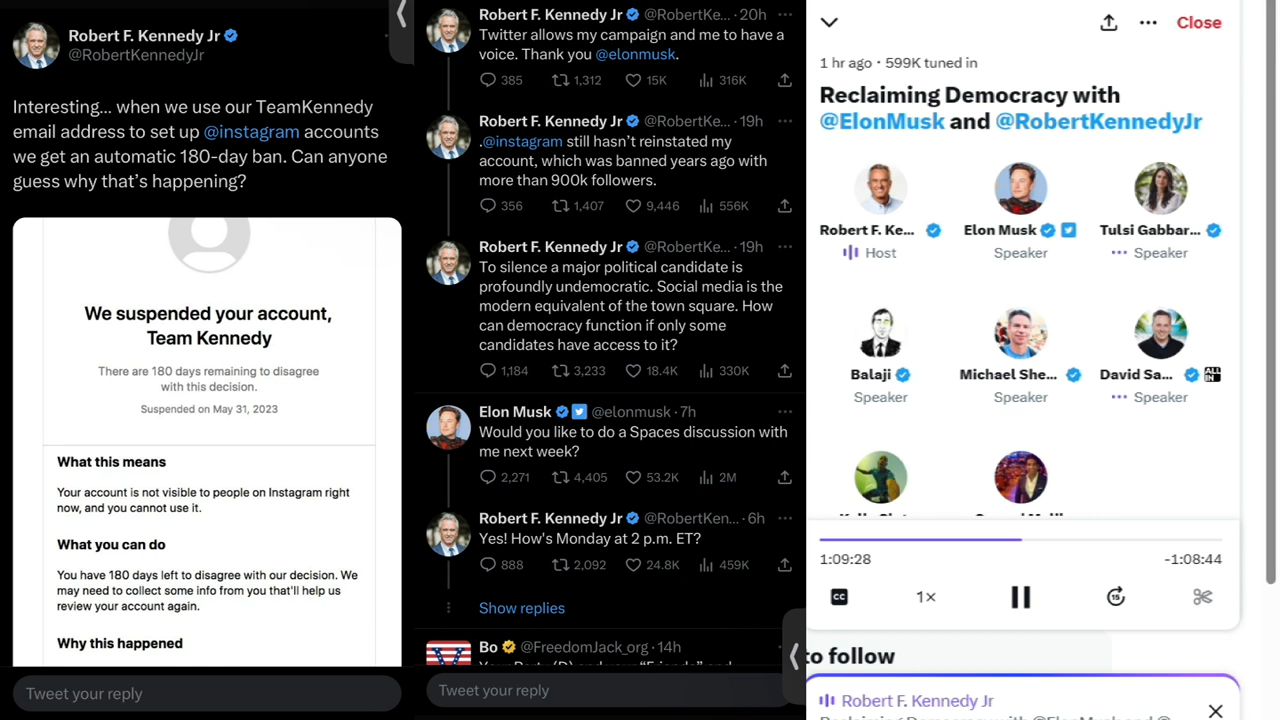 Robert F. Kennedy Jr
@RobertKennedyJr
Interesting... when we use our TeamKennedy
email address to set up @instagram accounts
we get an automatic 180-day ban. Can anyone
guess why that's happening?
We suspended your account,
Team Kennedy
There are 180 days remaining to disagree
with this decision.
Suspended on May 31, 2023
What this means
Your account is not visible to people on Instagram right
now, and you cannot use it.
What you can do
You have 180 days left to disagree with our decision. We
may need to collect some info from you that'll help us
review your account again.
Why this happened
Tweet your reply
Robert F. Kennedy Jr @RobertKe... · 20h
Twitter allows my campaign and me to have a
voice. Thank you @elonmusk.
385 1,312 15K 316K
Robert F. Kennedy Jr @RobertKe... · 19h
.@instagram still hasn't reinstated my
account, which was banned years ago with
more than 900k followers.
356 1,407 9,446 556K
Robert F. Kennedy Jr @RobertKe... · 19h
To silence a major political candidate is
profoundly undemocratic. Social media is the
modern equivalent of the town square. How
can democracy function if only some
candidates have access to it?
1,184 3,233 18.4K 330K
Elon Musk @elonmusk · 7h
Would you like to do a Spaces discussion with
me next week?
2,271 4,405 53.2K 2M
Robert F. Kennedy Jr @RobertKen... · 6h
Yes! How's Monday at 2 p.m. ET?
888 2,092 24.8K 459K
Show replies
Bo @FreedomJack_org · 14h
Tweet your reply
Close
1 hr ago · 599K tuned in
Reclaiming Democracy with
@ElonMusk and @RobertKennedyJr
Robert F. Ke... Elon Musk Tulsi Gabbar...
Host Speaker Speaker
Balaji Michael She... David Sa... ALL IN
Speaker Speaker Speaker
1:09:28 -1:08:44
CC 1× 15
to follow
Robert F. Kennedy Jr
Reclaiming Democracy with @ElonMusk and @